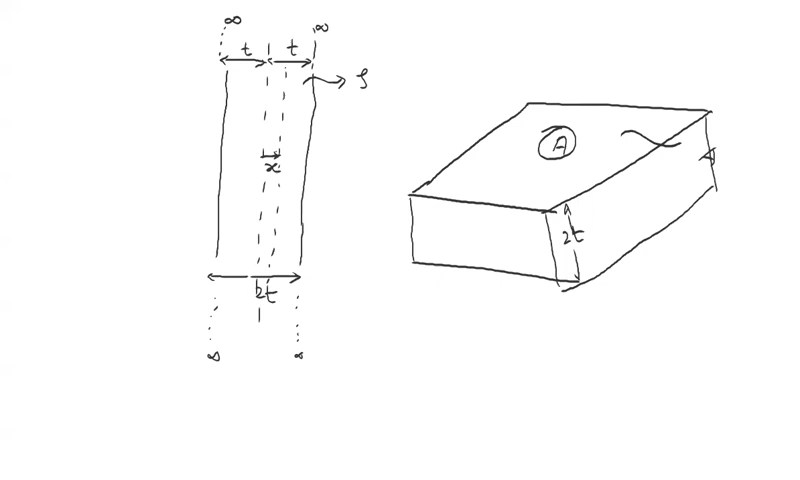 ∞ ∞
t t
ρ
x
2t
∞ ∞
A
2t